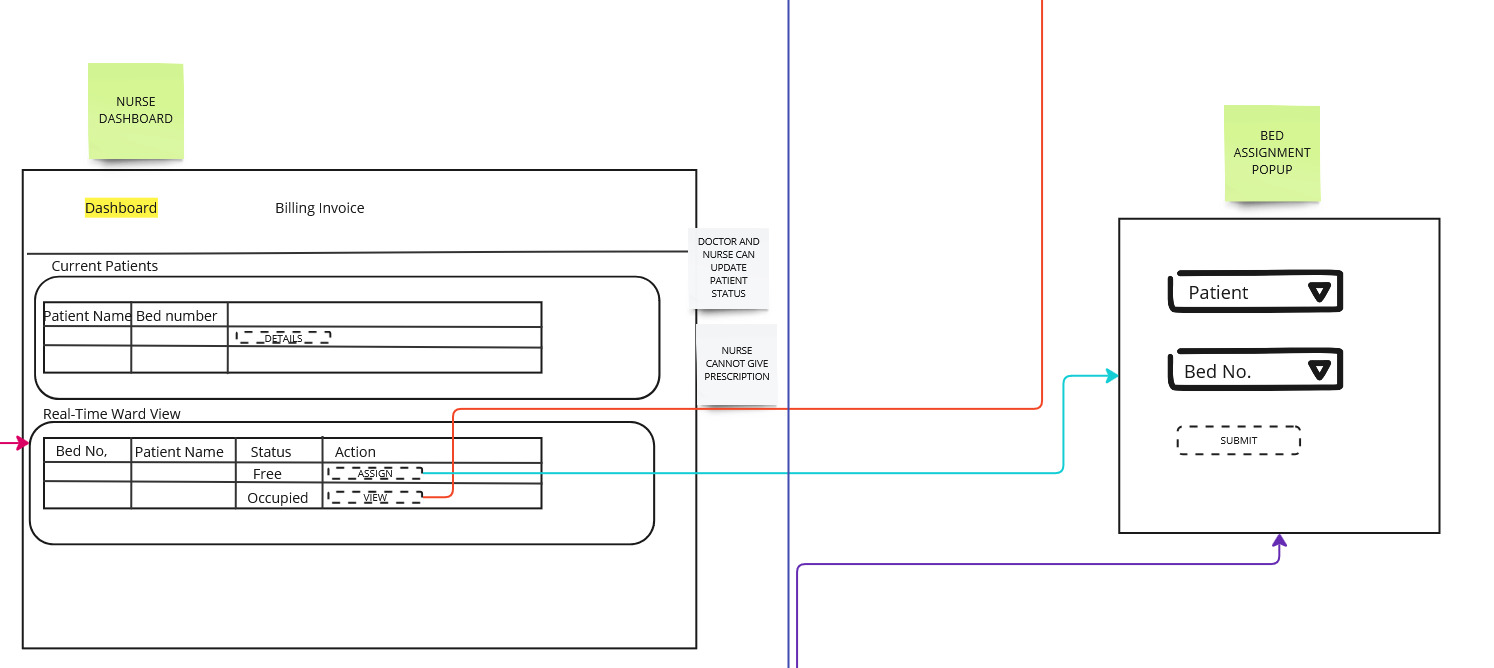 NURSE
DASHBOARD
BED
ASSIGNMENT
POPUP
Dashboard Billing Invoice
DOCTOR AND
NURSE CAN
UPDATE
PATIENT
STATUS
Current Patients
Patient Name Bed number
DETAILS
NURSE
CANNOT GIVE
PRESCRIPTION
Real-Time Ward View
Bed No, Patient Name Status Action
Free ASSIGN
Occupied VIEW
Patient
Bed No.
SUBMIT